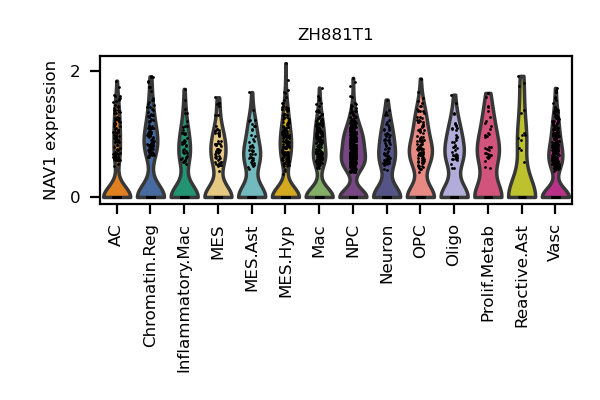 ZH881T1
NAV1 expression
2
0
AC
Chromatin.Reg
Inflammatory.Mac
MES
MES.Ast
MES.Hyp
Mac
NPC
Neuron
OPC
Oligo
Prolif.Metab
Reactive.Ast
Vasc